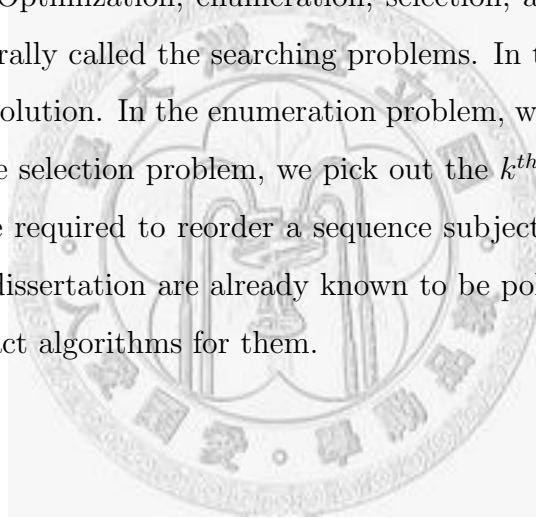 Optimization, enumeration, selection, a
rally called the searching problems. In t
olution. In the enumeration problem, w
e selection problem, we pick out the k^{th}
e required to reorder a sequence subject
dissertation are already known to be pol
act algorithms for them.